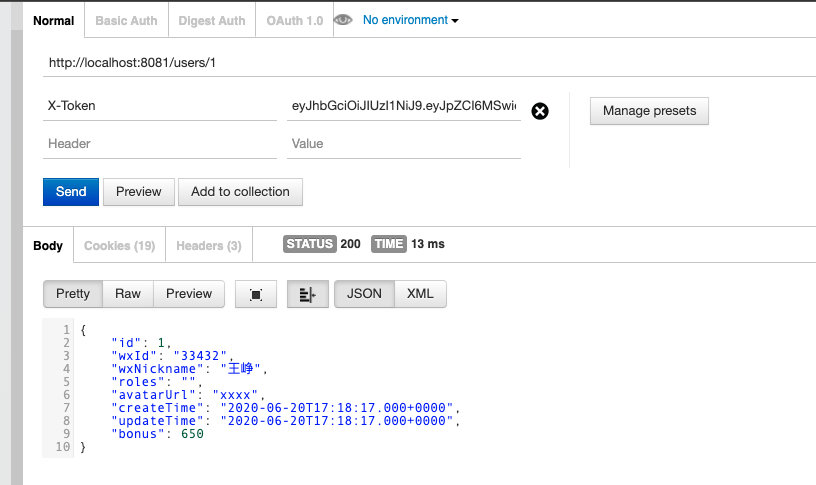 Normal Basic Auth Digest Auth OAuth 1.0 No environment
http://localhost:8081/users/1
X-Token eyJhbGciOiJIUzI1NiJ9.eyJpZCI6MSwi
Manage presets
Header Value
Send Preview Add to collection
Body Cookies (19) Headers (3) STATUS 200 TIME 13 ms
Pretty Raw Preview JSON XML
1 {
2 "id": 1,
3 "wxId": "33432",
4 "wxNickname": "王峥",
5 "roles": "",
6 "avatarUrl": "xxxx",
7 "createTime": "2020-06-20T17:18:17.000+0000",
8 "updateTime": "2020-06-20T17:18:17.000+0000",
9 "bonus": 650
10 }